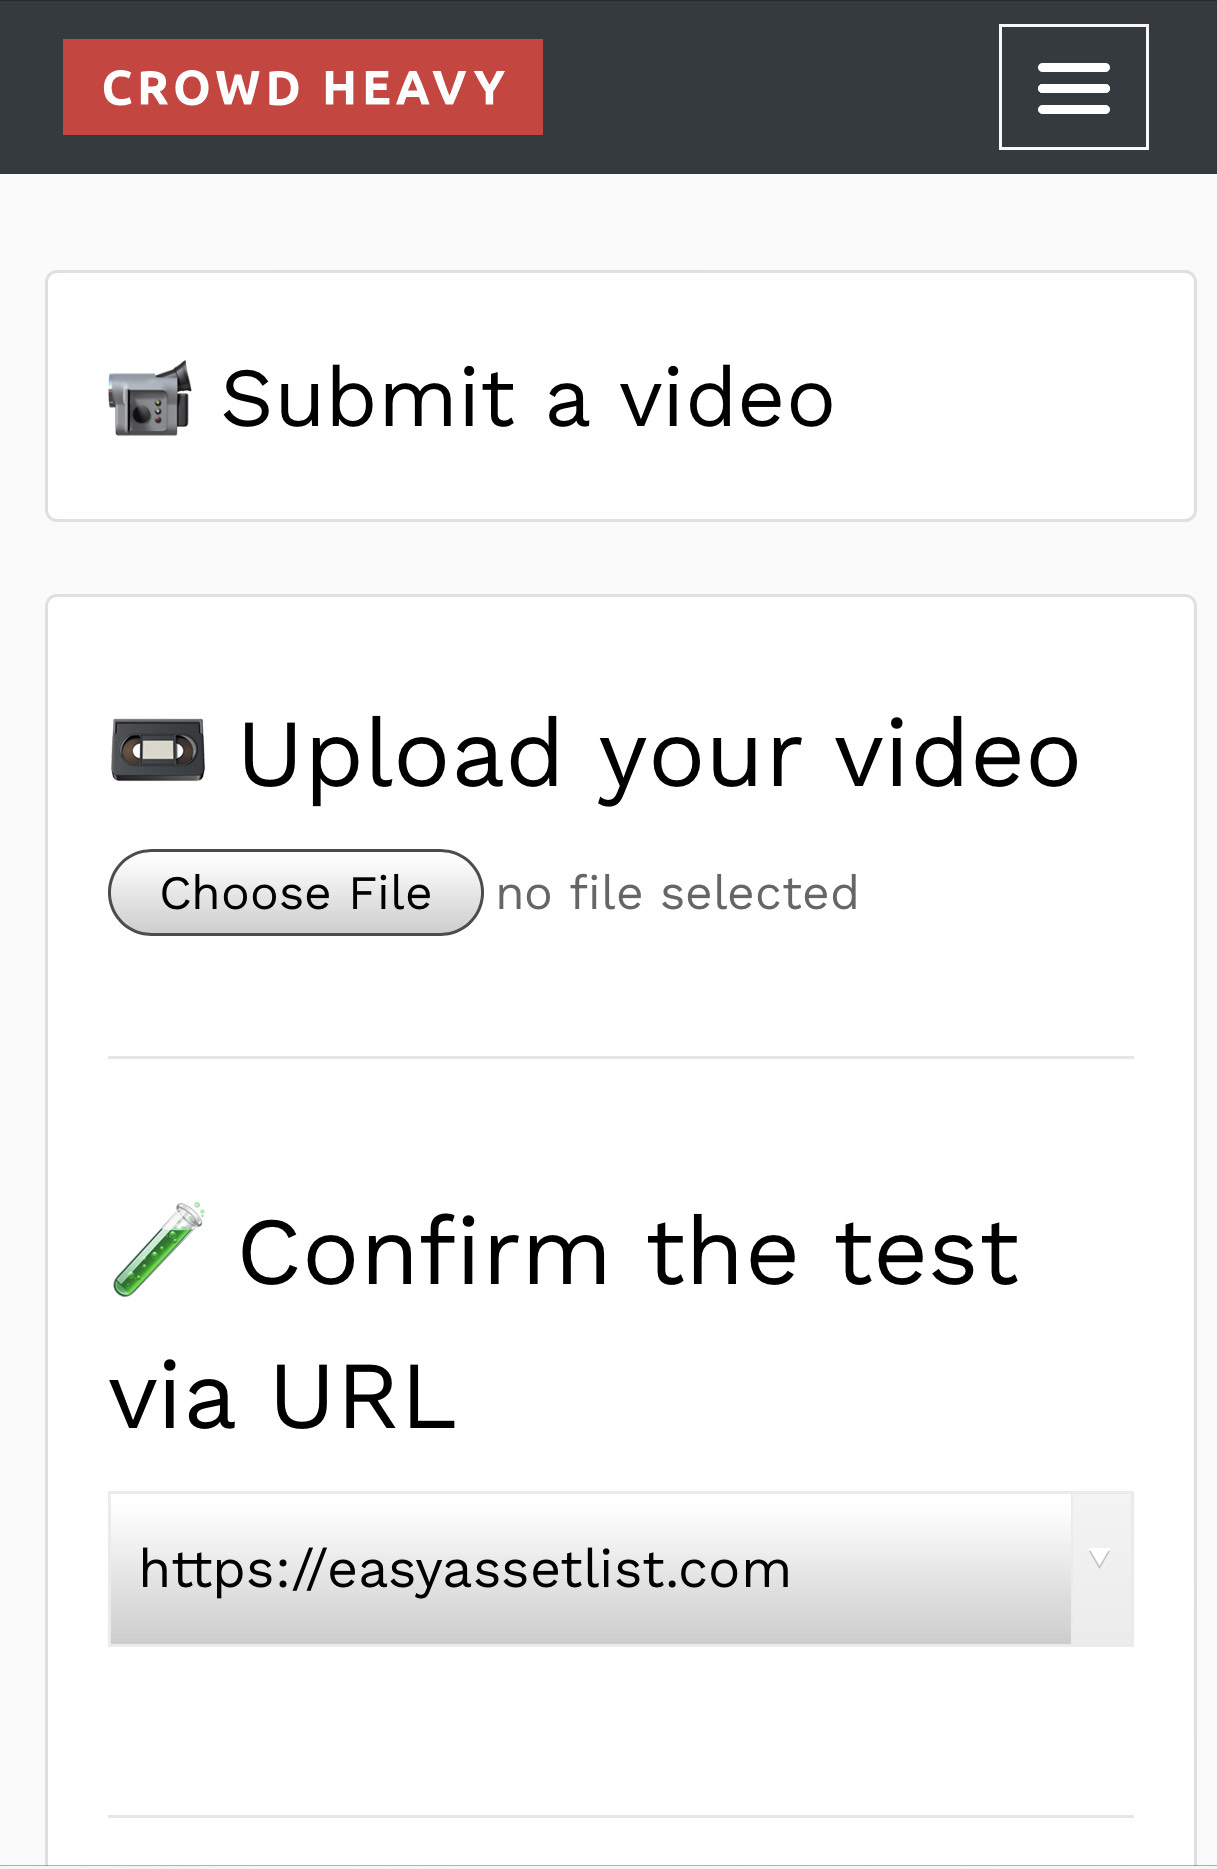 CROWD HEAVY
Submit a video
Upload your video
Choose File no file selected
Confirm the test
via URL
https://easyassetlist.com